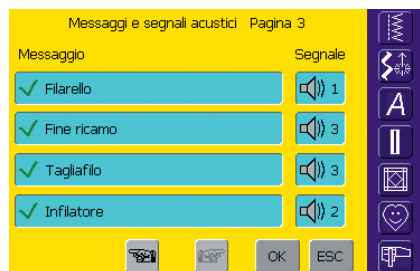 Messaggi e segnali acustici Pagina 3
Messaggio Segnale
Filarello 1
Fine ricamo 3
Tagliafilo 3
Infilatore 2
OK ESC
A